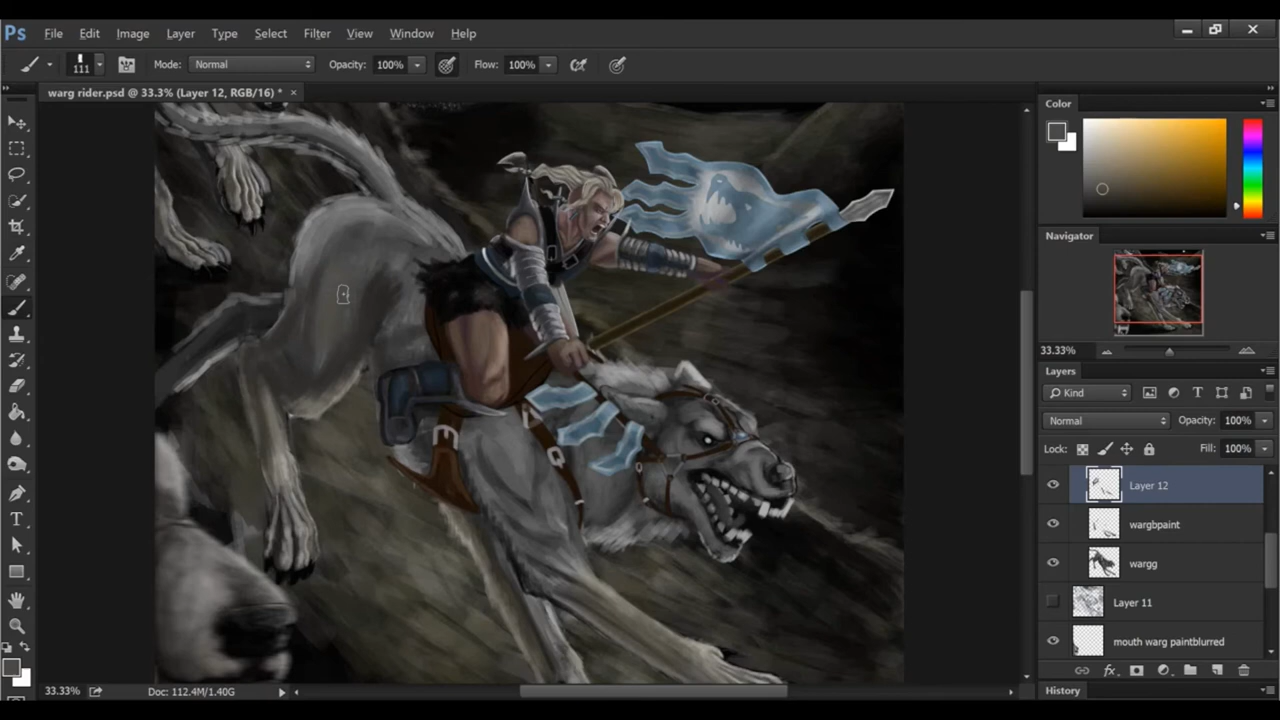 Ps File Edit Image Layer Type Select Filter View Window Help
111 Mode: Normal Opacity: 100% Flow: 100%
warg rider.psd @ 33.3% (Layer 12, RGB/16) * ×
Color
Navigator
33.33%
Layers
Kind
Normal Opacity: 100%
Lock: Fill: 100%
Layer 12
wargbpaint
wargg
Layer 11
mouth warg paintblurred
33.33% Doc: 112.4M/1.40G
History